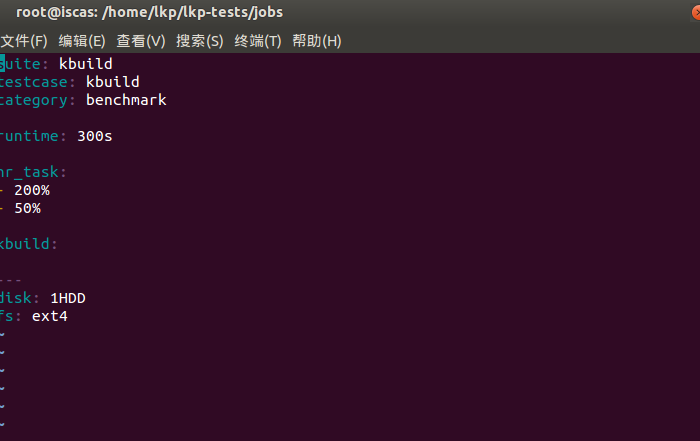 root@iscas: /home/lkp/lkp-tests/jobs
文件(F) 编辑(E) 查看(V) 搜索(S) 终端(T) 帮助(H)
suite: kbuild
testcase: kbuild
category: benchmark
runtime: 300s
nr_task:
- 200%
- 50%
kbuild:
---
disk: 1HDD
fs: ext4
~
~
~
~
~
~